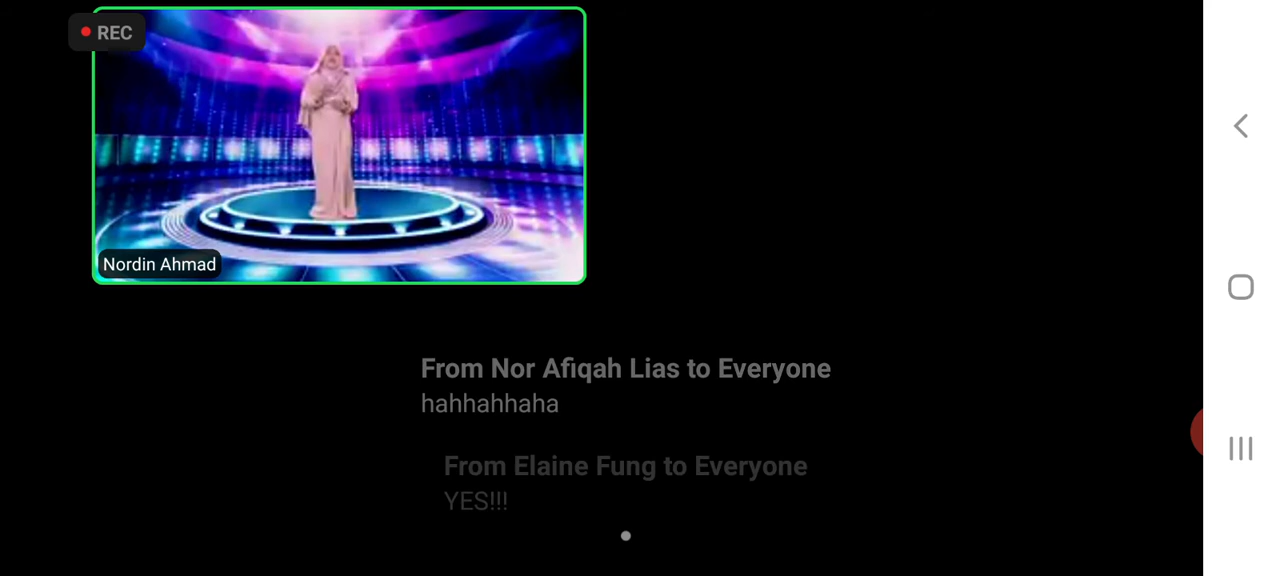 REC
Nordin Ahmad
From Nor Afiqah Lias to Everyone
hahhahhaha
From Elaine Fung to Everyone
YES!!!